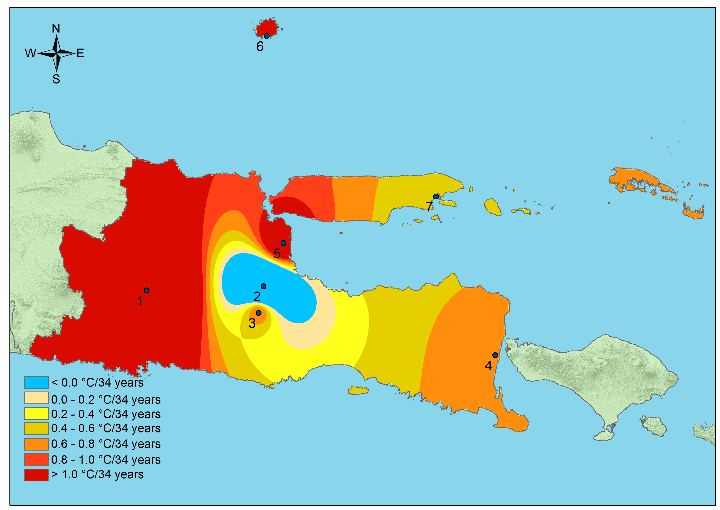 6
N
W E
S
7
5
1
2
3
4
< 0.0 °C/34 years
0.0 - 0.2 °C/34 years
0.2 - 0.4 °C/34 years
0.4 - 0.6 °C/34 years
0.6 - 0.8 °C/34 years
0.8 - 1.0 °C/34 years
> 1.0 °C/34 years